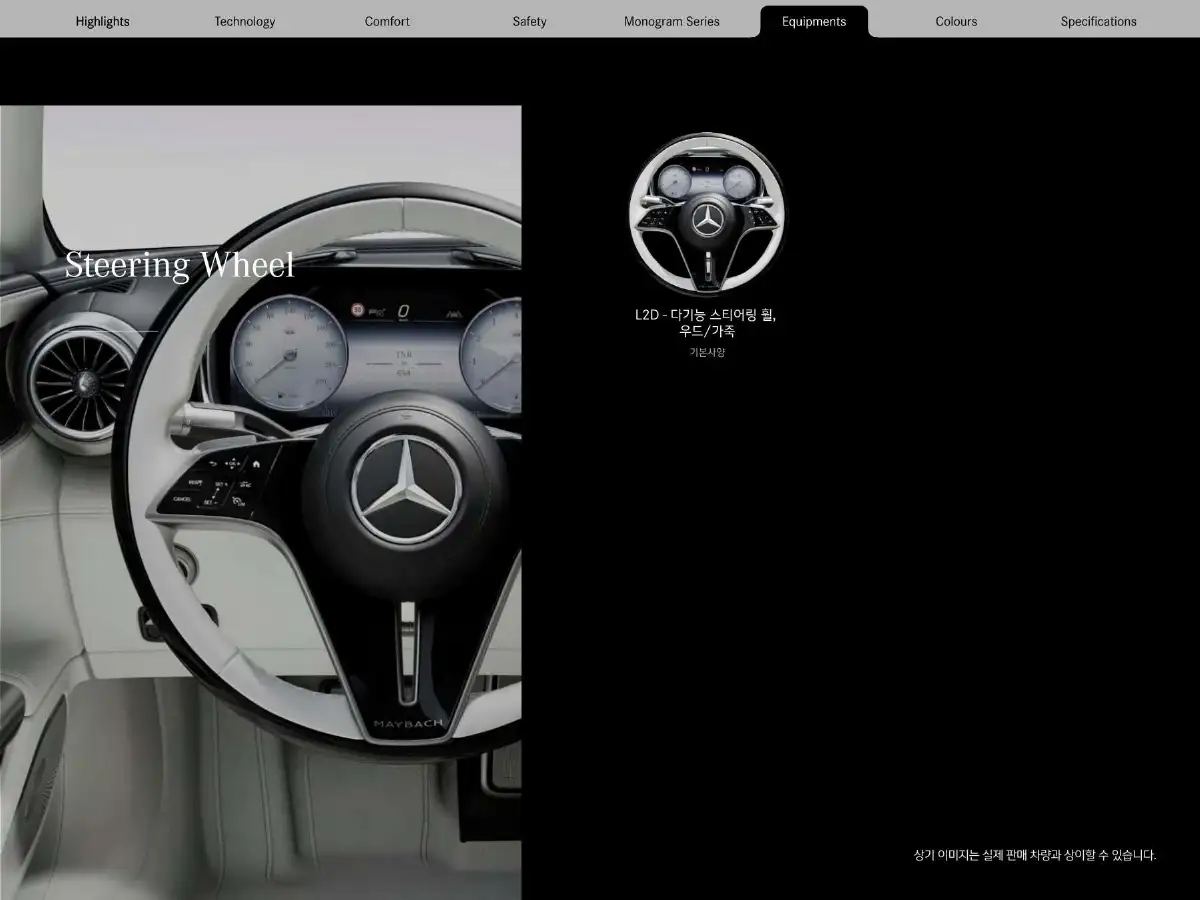 Highlights
Technology
Comfort
Safety
Monogram Series
Equipments
Colours
Specifications
Steering Wheel
0
CANCEL
MAYBACH
L2D - 다기능 스티어링 휠,
우드/가죽
기본사양
상기 이미지는 실제 판매 차량과 상이할 수 있습니다.